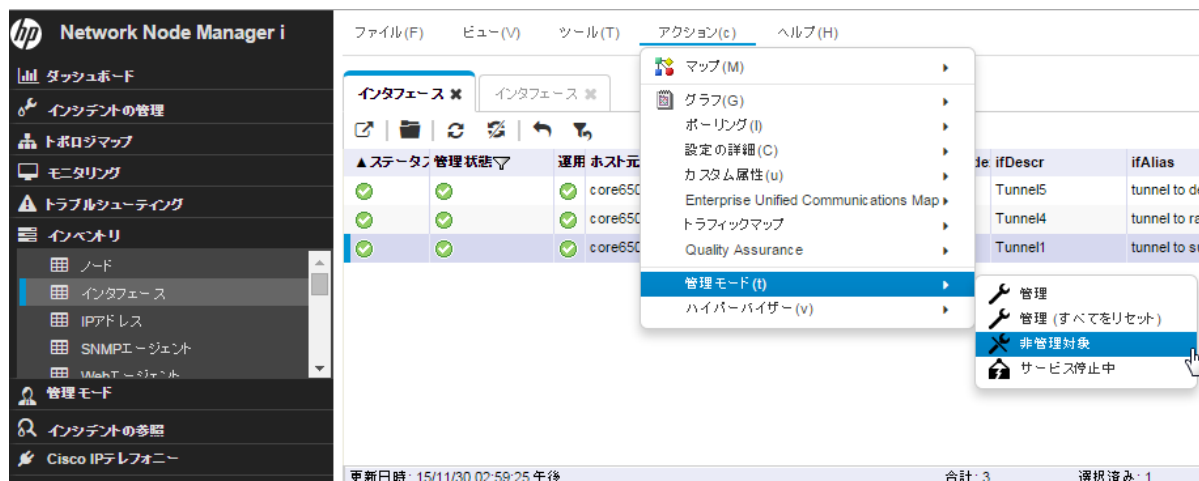 hp Network Node Manager i
ファイル(F) ビュー(V) ツール(T) アクション(c) ヘルプ(H)
ダッシュボード
インシデントの管理
トポロジマップ
モニタリング
トラブルシューティング
インベントリ
ノード
インタフェース
IPアドレス
SNMPエージェント
Webエージェント
管理モード
インシデントの参照
Cisco IPテレフォニー
インタフェース インタフェース
▲ステータス 管理状態 運用 ホスト元 ifDescr ifAlias
core650 Tunnel5 tunnel to de
core650 Tunnel4 tunnel to ra
core650 Tunnel1 tunnel to su
マップ(M)
グラフ(G)
ポーリング(I)
設定の詳細(C)
カスタム属性(u)
Enterprise Unified Communications Map
トラフィックマップ
Quality Assurance
管理モード(t)
ハイパーバイザー(v)
管理
管理 (すべてをリセット)
非管理対象
サービス停止中
更新日時: 15/11/30 02:59:25 午後 合計: 3 選択済み: 1